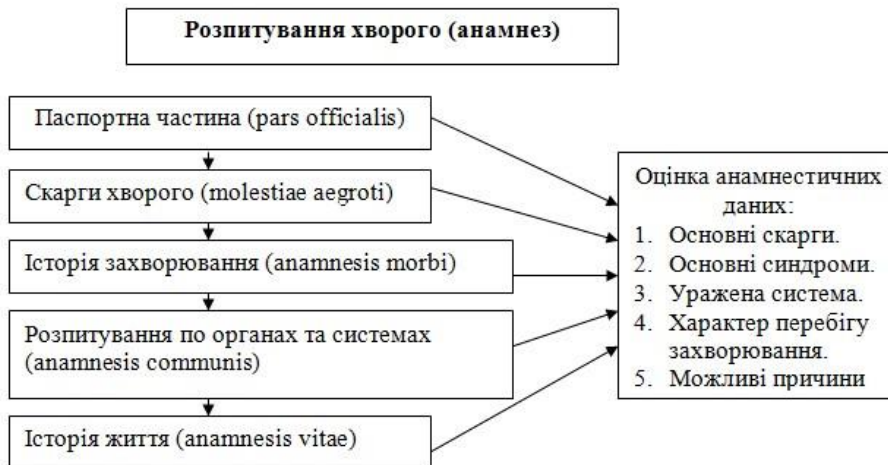 Розпитування хворого (анамнез)
Паспортна частина (pars officialis)
Скарги хворого (molestiae aegroti)
Історія захворювання (anamnesis morbi)
Розпитування по органах та системах
(anamnesis communis)
Історія життя (anamnesis vitae)
Оцінка анамнестичних
даних:
1. Основні скарги.
2. Основні синдроми.
3. Уражена система.
4. Характер перебігу
захворювання.
5. Можливі причини